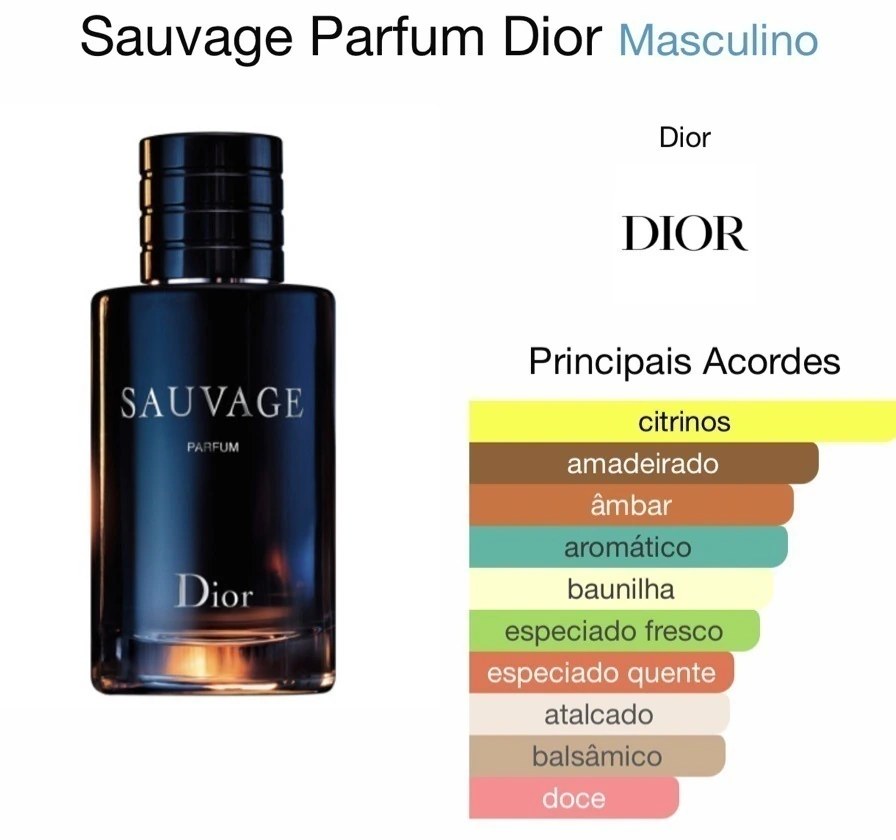 Sauvage Parfum Dior Masculino
SAUVAGE
PARFUM
Dior
Dior
DIOR
Principais Acordes
citrinos
amadeirado
âmbar
aromático
baunilha
especiado fresco
especiado quente
atalcado
balsâmico
doce